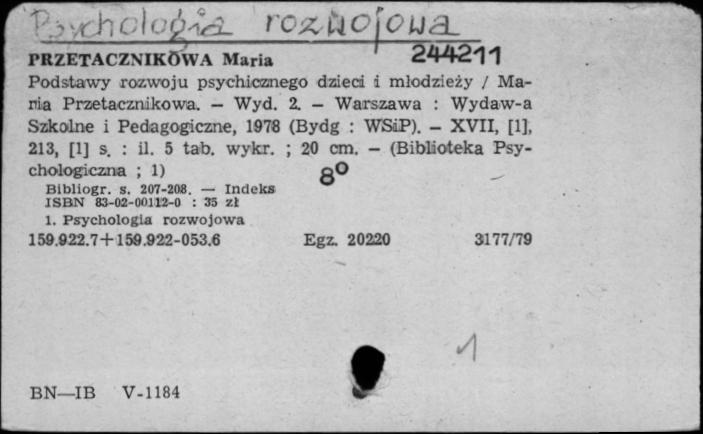 Psychologia rozwojowa
PRZETACZNIKOWA Maria 244211
Podstawy rozwoju psychicznego dzieci i młodzieży / Ma-
ria Przetacznikowa. — Wyd. 2. — Warszawa : Wydaw-a
Szkolne i Pedagogiczne, 1978 (Bydg : WSiP). — XVII, [1],
213, [1] s. : il. 5 tab. wykr. ; 20 cm. — (Biblioteka Psy-
chologiczna ; 1) 8°
Bibliogr. s. 207-208. — Indeks
ISBN 83-02-00112-0 : 35 zł
1. Psychologia rozwojowa
159.922.7+159.922-053.6 Egz. 20220 3177/79
1
BN—IB V-1184